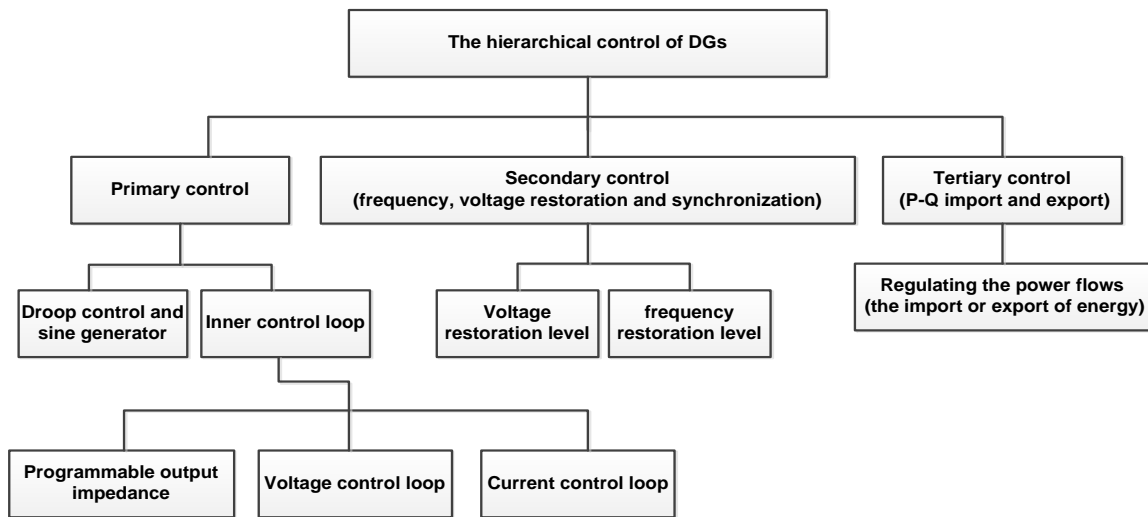 The hierarchical control of DGs
Primary control
Secondary control
(frequency, voltage restoration and synchronization)
Tertiary control
(P-Q import and export)
Droop control and
sine generator
Inner control loop
Voltage
restoration level
frequency
restoration level
Regulating the power flows
(the import or export of energy)
Programmable output
impedance
Voltage control loop
Current control loop